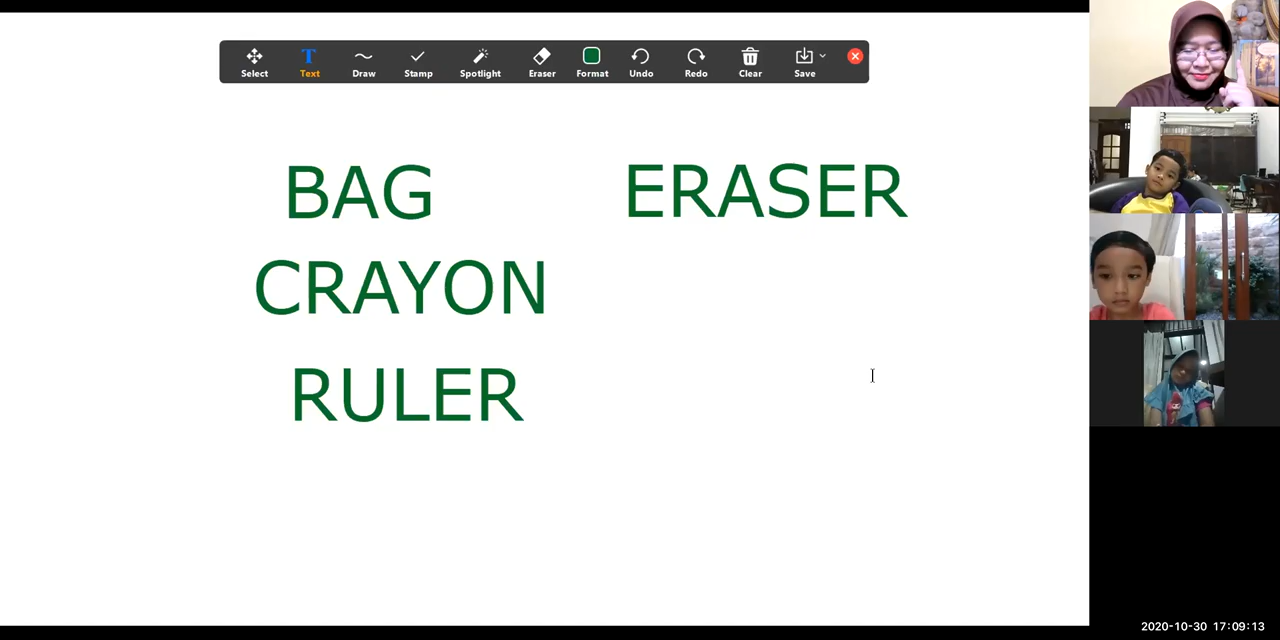 Select Text Draw Stamp Spotlight Eraser Format Undo Redo Clear Save
BAG ERASER
CRAYON
RULER
2020-10-30 17:09:13